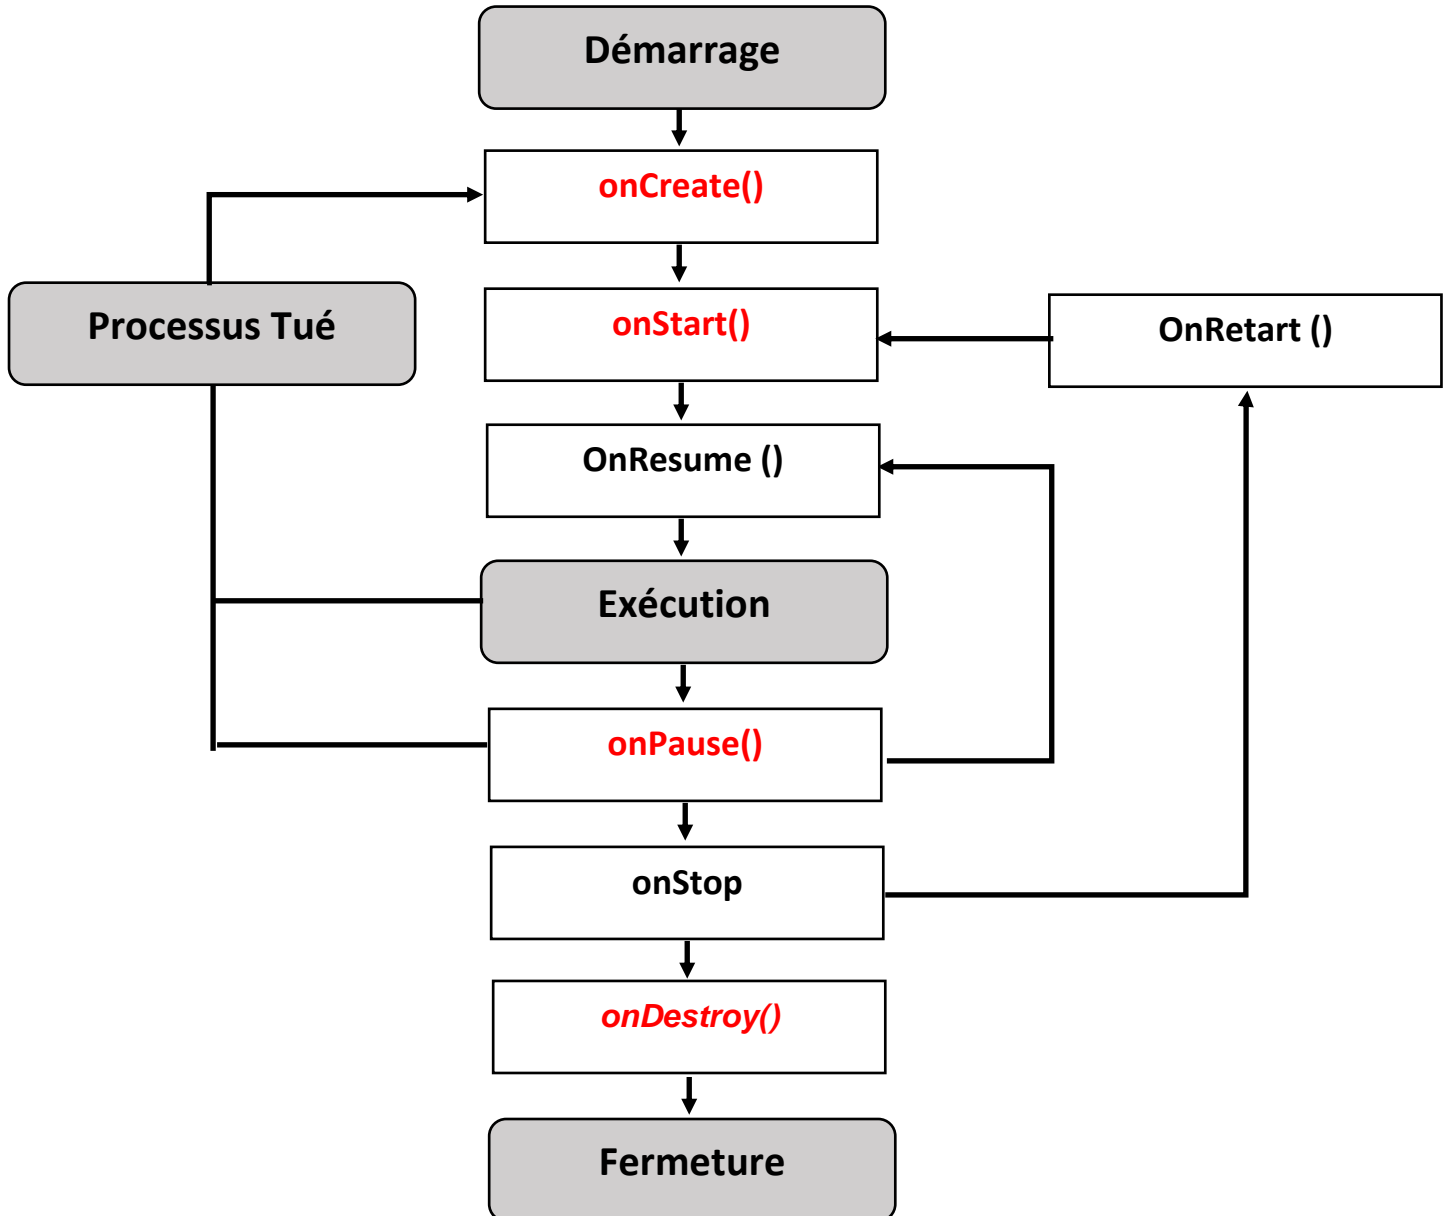 Démarrage
onCreate()
Processus Tué
onStart()
OnRetart ()
OnResume ()
Exécution
onPause()
onStop
onDestroy()
Fermeture